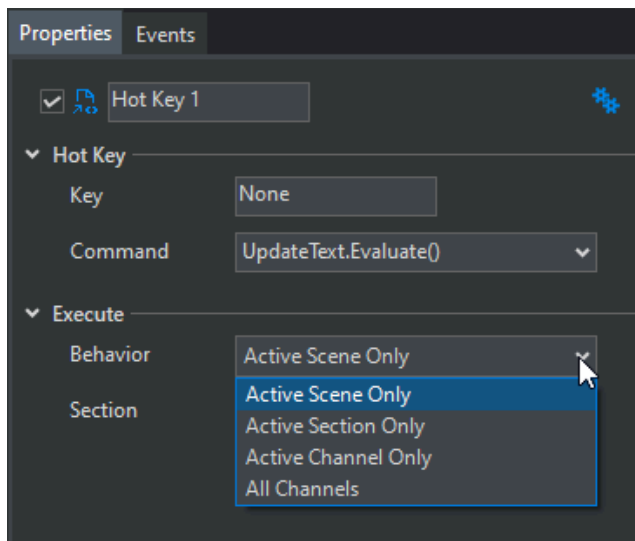 Properties Events
Hot Key 1
Hot Key
Key None
Command UpdateText.Evaluate()
Execute
Behavior Active Scene Only
Active Scene Only
Section
Active Section Only
Active Channel Only
All Channels